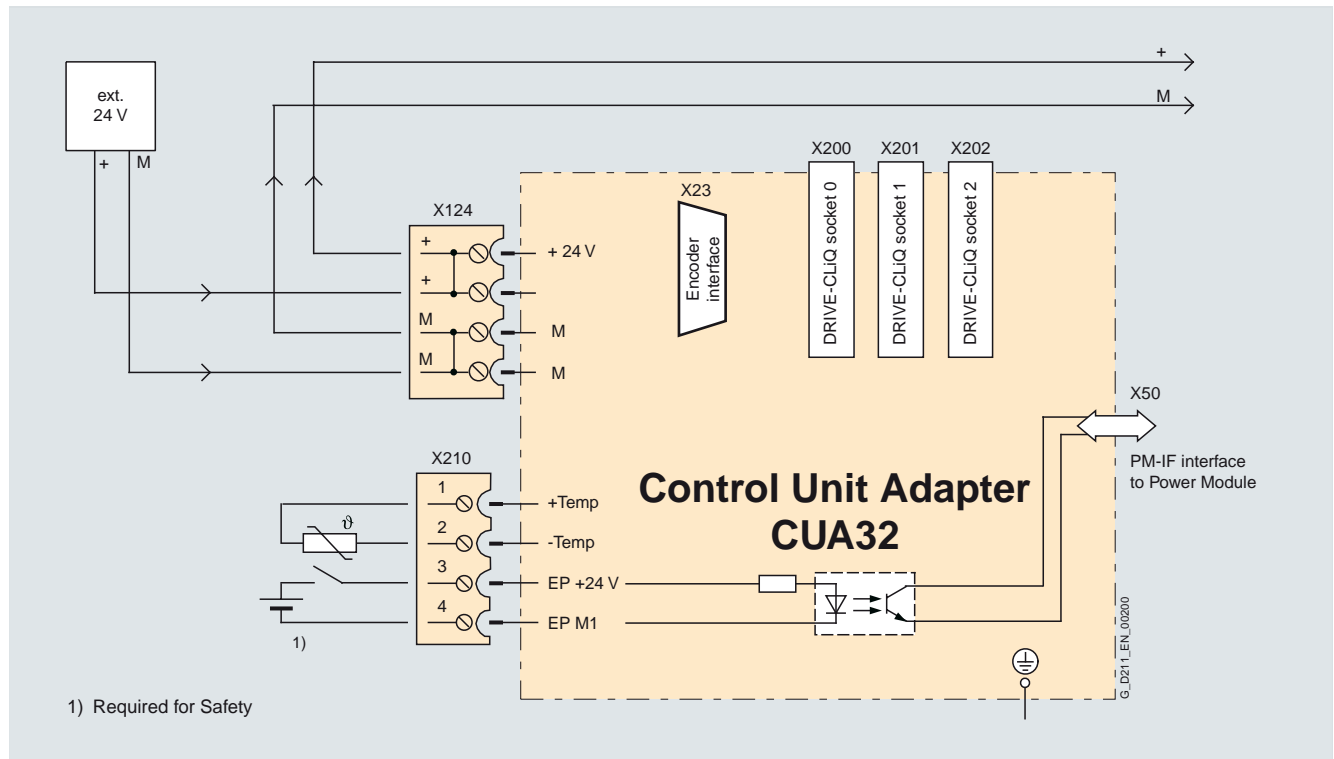 +
M
ext.
24 V
+
M
X200
X201
X202
X23
X124
Encoder
interface
DRIVE-CLiQ socket 0
DRIVE-CLiQ socket 1
DRIVE-CLiQ socket 2
+
+ 24 V
+
M
M
M
M
X50
PM-IF interface
to Power Module
X210
Control Unit Adapter
CUA32
1
+Temp
ϑ
2
-Temp
3
EP +24 V
4
EP M1
1)
G_D211_EN_00200
1) Required for Safety